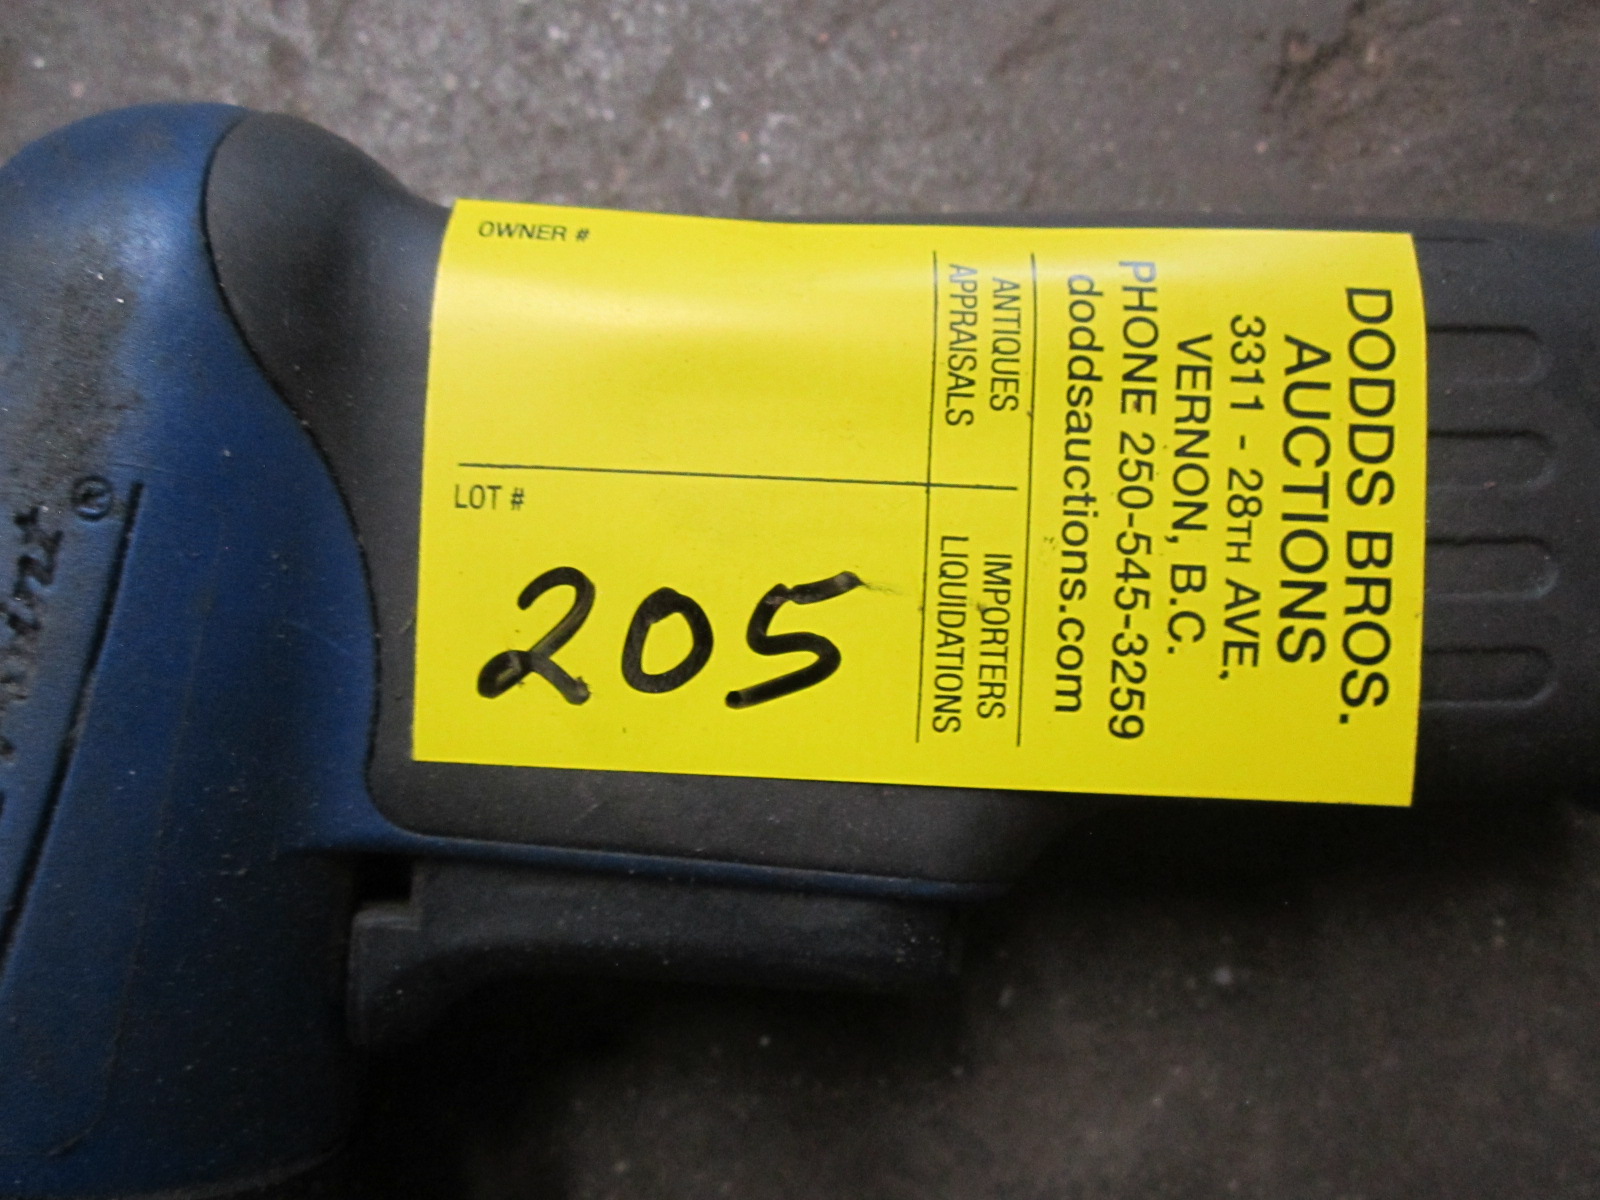 DODDS BROS.
AUCTIONS
3311 - 28TH AVE,
VERNON, B.C.
PHONE 250-545-3259
doddsauctions.com
ANTIQUES
APPRAISALS
IMPORTERS
LIQUIDATIONS
OWNER #
LOT #
205